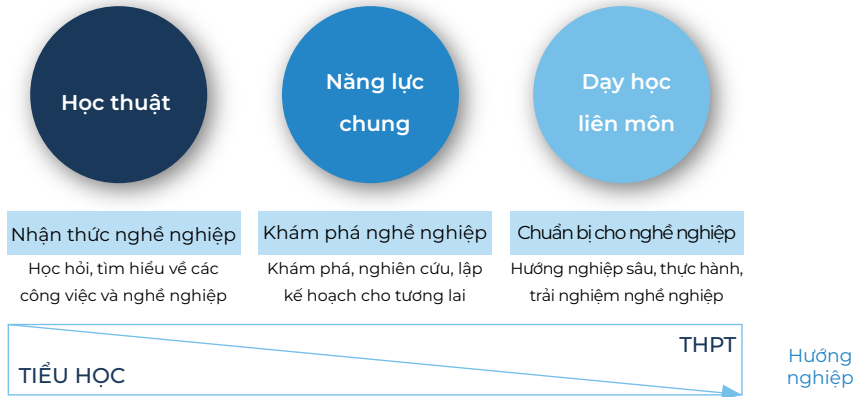 Học thuật
Năng lực
chung
Dạy học
liên môn
Nhận thức nghề nghiệp
Học hỏi, tìm hiểu về các
công việc và nghề nghiệp
Khám phá nghề nghiệp
Khám phá, nghiên cứu, lập
kế hoạch cho tương lai
Chuẩn bị cho nghề nghiệp
Hướng nghiệp sâu, thực hành,
trải nghiệm nghề nghiệp
TIỂU HỌC
THPT
Hướng
nghiệp